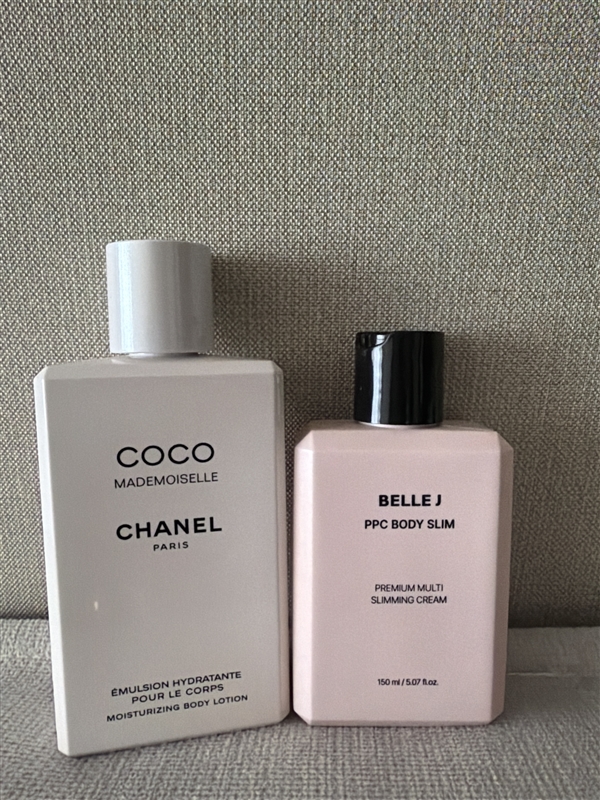 COCO
MADEMOISELLE
CHANEL
PARIS
ÉMULSION HYDRATANTE
POUR LE CORPS
MOISTURIZING BODY LOTION
BELLE J
PPC BODY SLIM
PREMIUM MULTI
SLIMMING CREAM
150 ml / 5.07 fl.oz.